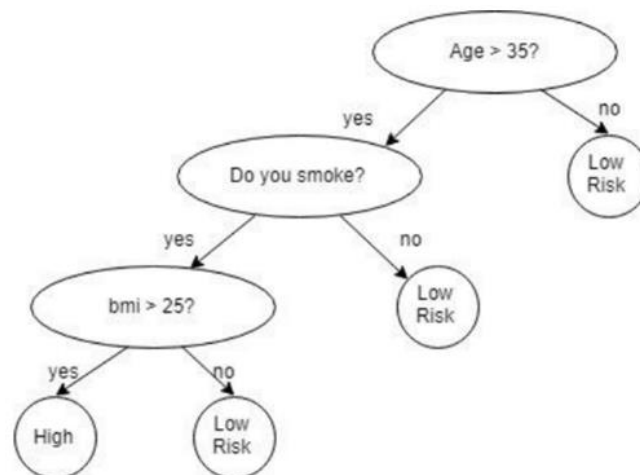 Age > 35?
yes
no
Do you smoke?
Low
Risk
yes
no
bmi > 25?
Low
Risk
yes
no
High
Low
Risk